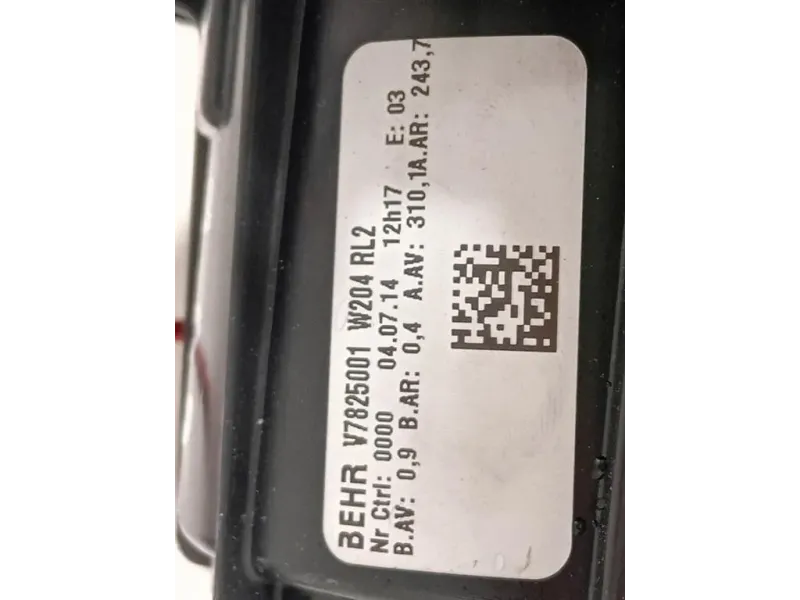 BEHR V7825001 W204 RL2
Nr Ctrl: 0000 04.07.14 12h17 E: 03
B.AV: 0,9 B.AR: 0,4 A.AV: 310,1A.AR: 243,7